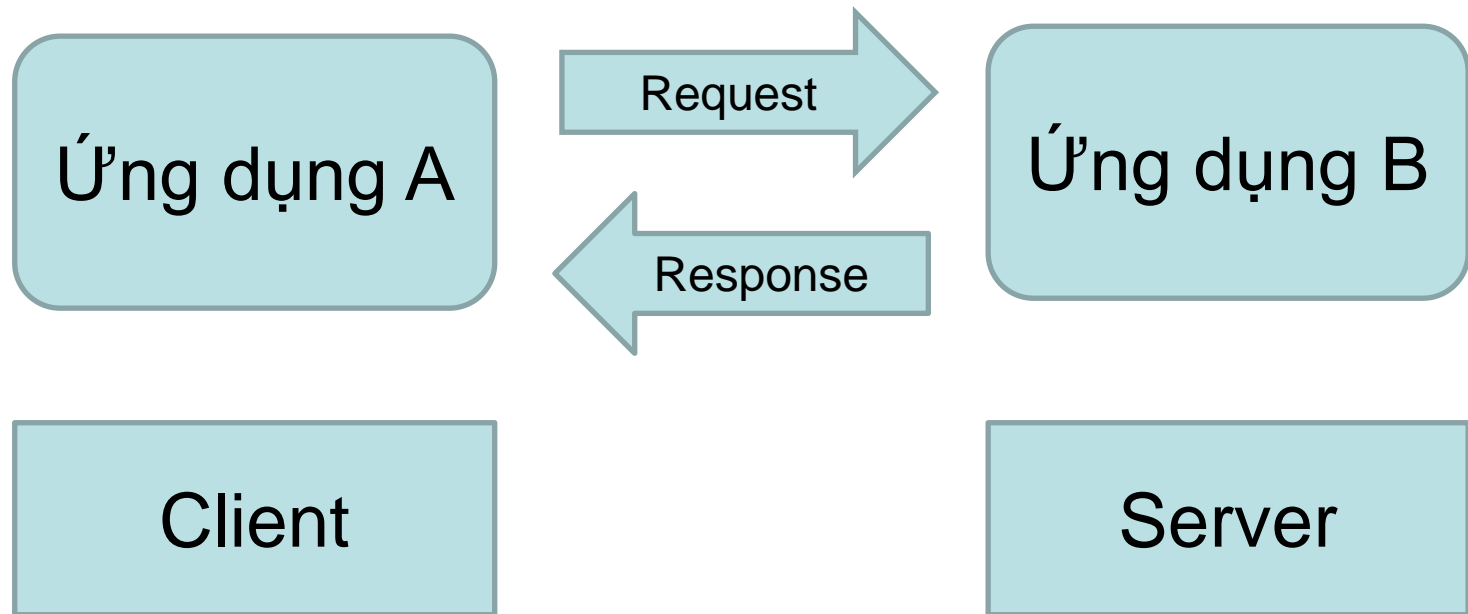 Ứng dụng A
Request
Response
Ứng dụng B
Client
Server